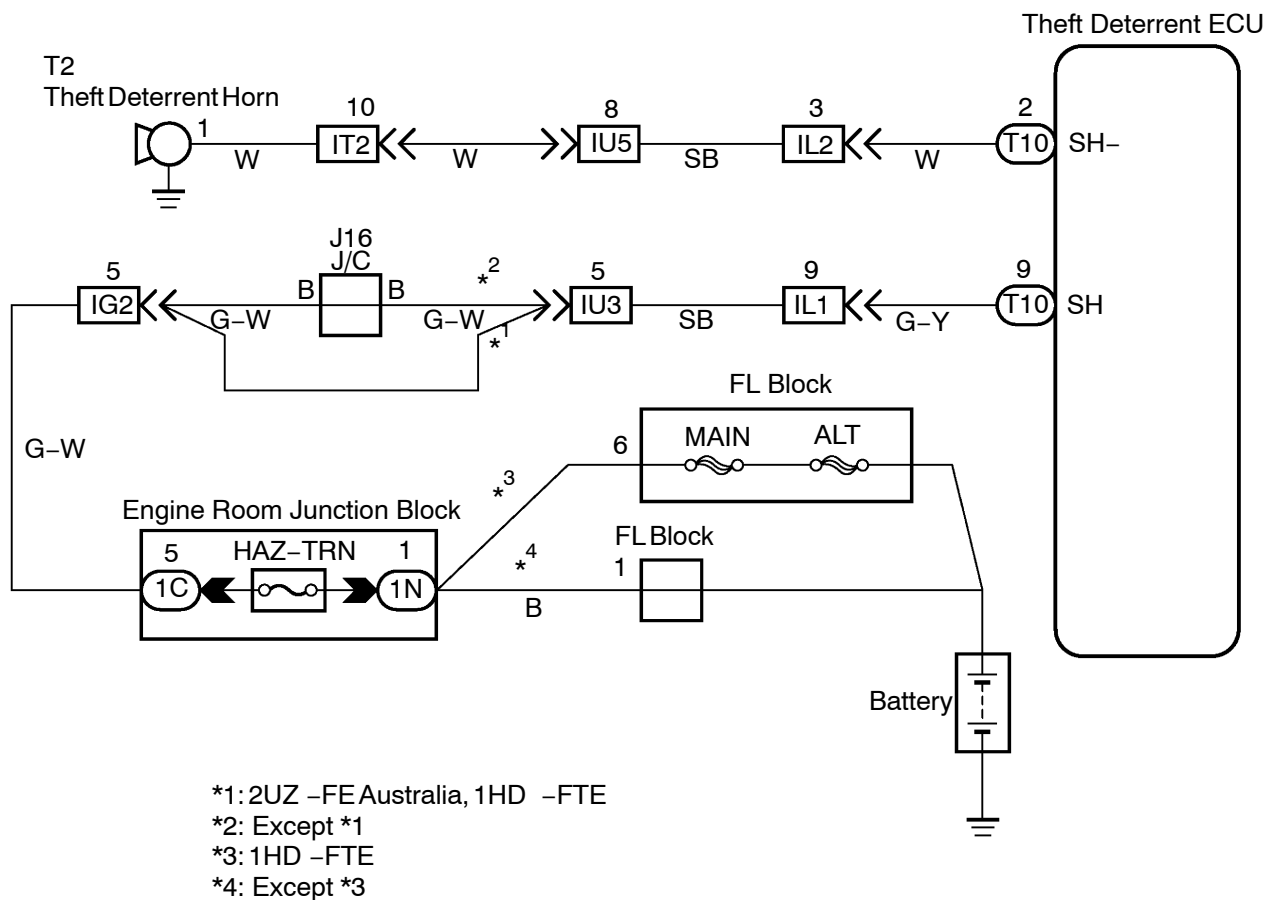 Theft Deterrent ECU
T2
Theft Deterrent Horn
1
10
8
3
2
IT2
IU5
IL2
T10
SH−
W
W
SB
W
J16
J/C
5
*2
5
9
9
IG2
B
B
IU3
IL1
T10
SH
G−W
G−W
*1
SB
G−Y
FL Block
MAIN
ALT
6
G−W
*3
Engine Room Junction Block
FL Block
5
HAZ−TRN
1
*4
1
1C
1N
B
Battery
*1: 2UZ −FE Australia, 1HD −FTE
*2: Except *1
*3: 1HD −FTE
*4: Except *3